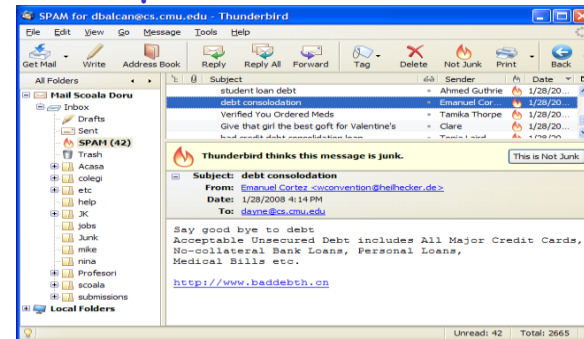 SPAM for dbalcan@cs.cmu.edu - Thunderbird
File Edit View Go Message Tools Help
Get Mail Write Address Book Reply Reply All Forward Tag Delete Not Junk Print Back
All Folders
Subject Sender Date
student loan debt Ahmed Guthrie 1/28/20...
debt consolodation Emanuel Cor... 1/28/20...
Verified You Ordered Meds Tamika Thorpe 1/28/20...
Give that girl the best goft for Valentine's Clare 1/28/20...
Mail Scoala Doru
Inbox
Drafts
Sent
SPAM (42)
Trash
Acasa
colegi
etc
help
JK
jobs
Junk
mike
nina
Profesori
scoala
submissions
Local Folders
Thunderbird thinks this message is junk.
This is Not Junk
Subject: debt consolodation
From: Emanuel Cortez <wconvention@heilhecker.de>
Date: 1/28/2008 4:14 PM
To: dayne@cs.cmu.edu
Say good bye to debt
Acceptable Unsecured Debt includes All Major Credit Cards,
No-collateral Bank Loans, Personal Loans,
Medical Bills etc.
http://www.baddebth.cn
Unread: 42 Total: 2665